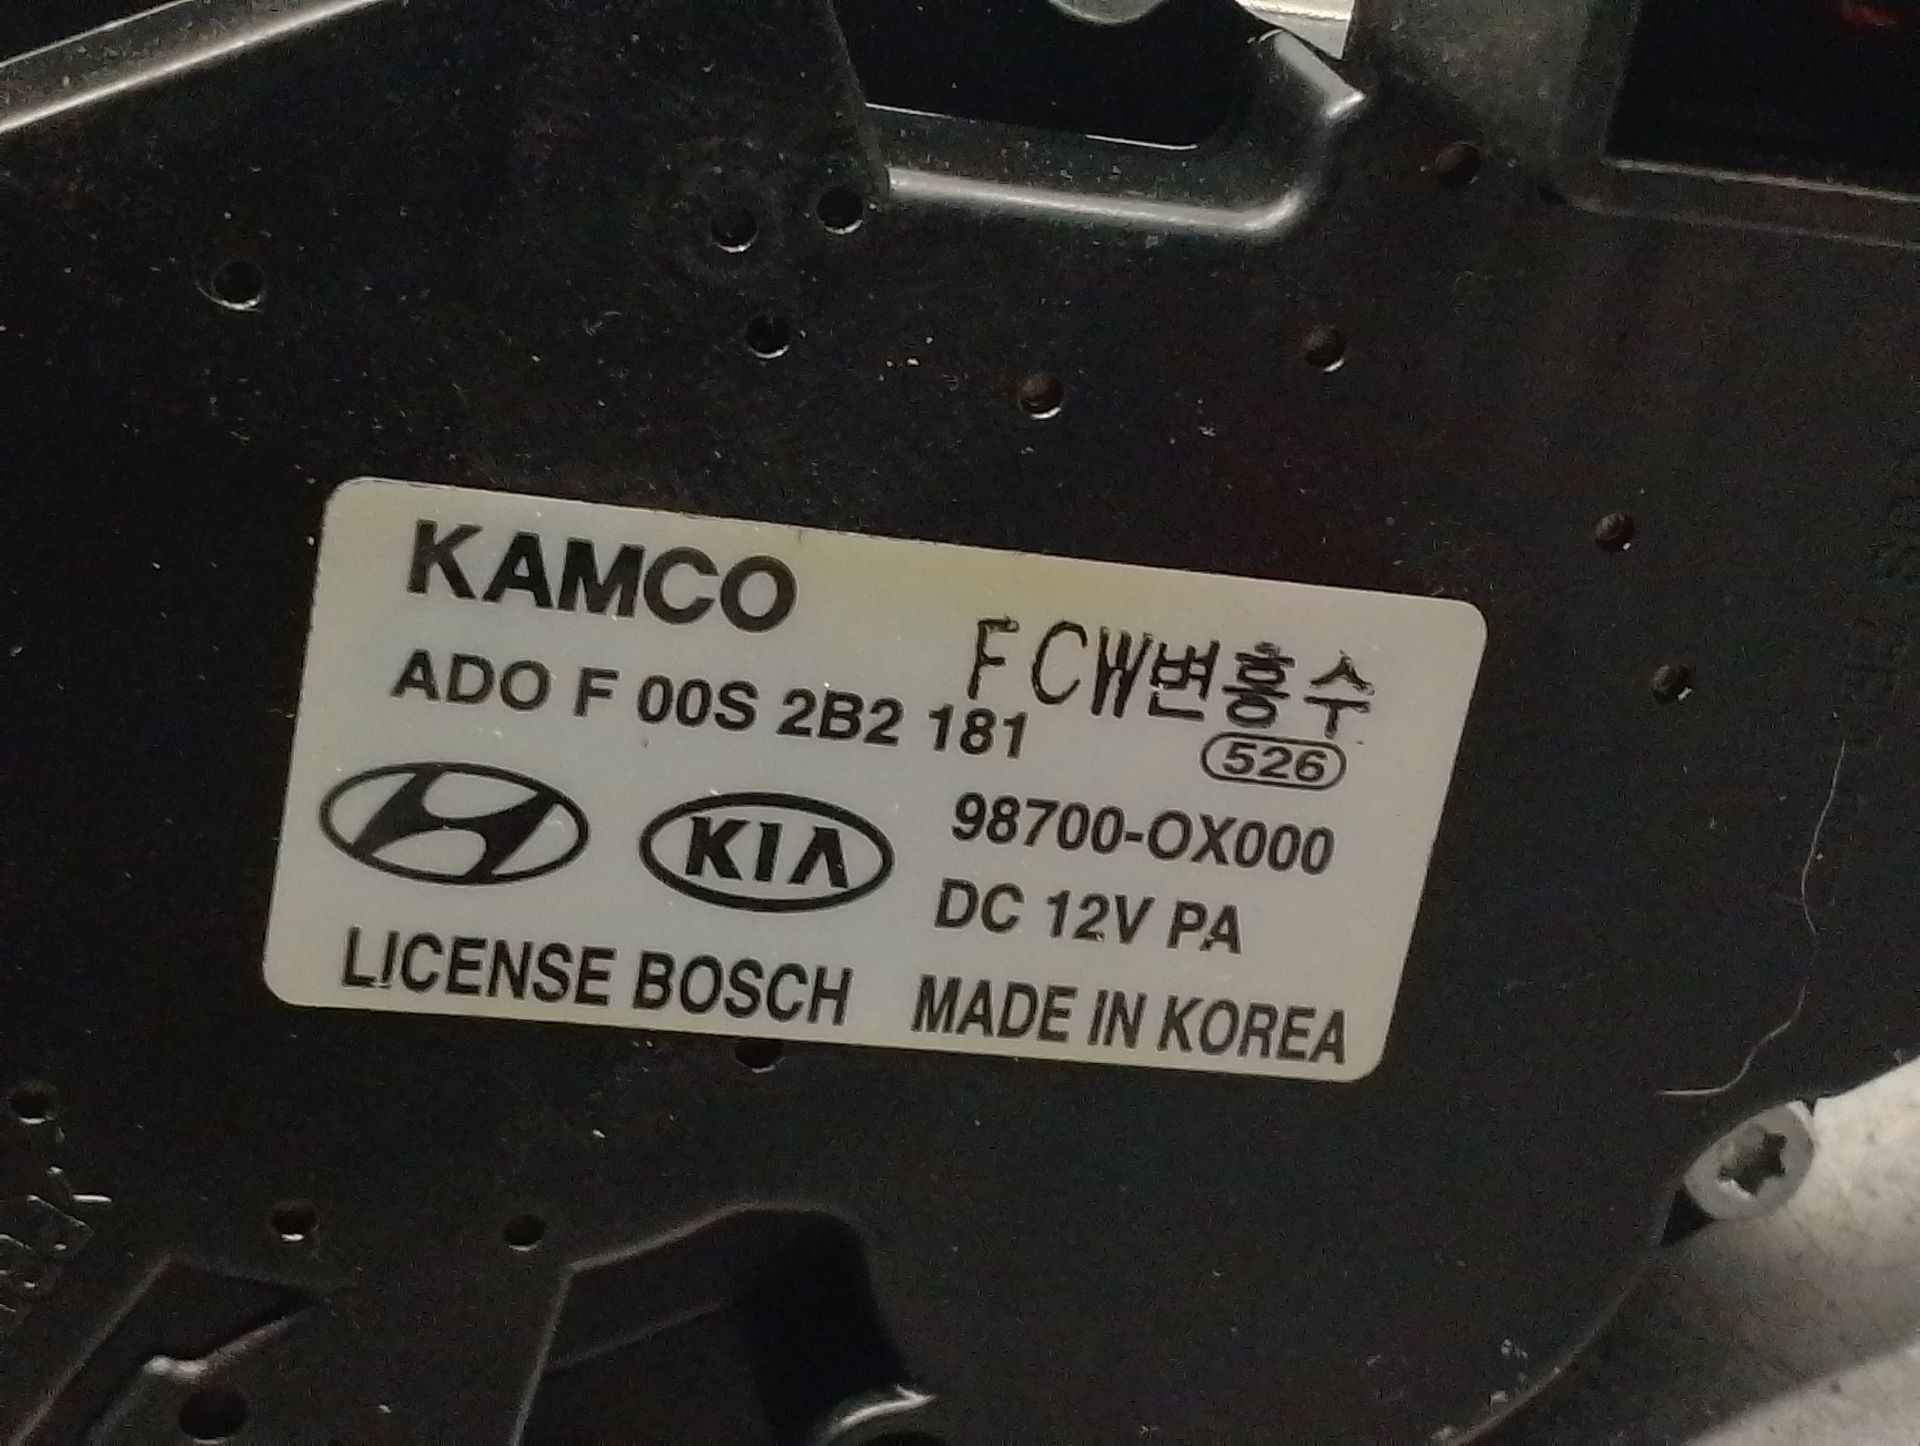 KAMCO
FCW변흥수
ADO F 00S 2B2 181
526
KIA
98700-OX000
DC 12V PA
LICENSE BOSCH MADE IN KOREA